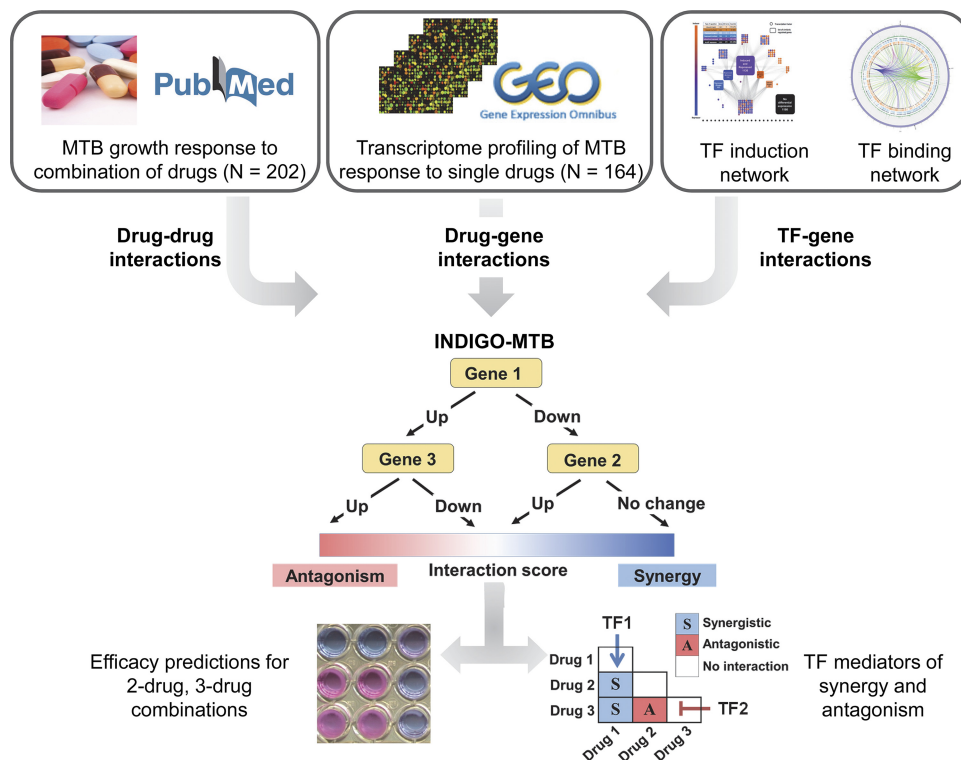 PubMed
MTB growth response to
combination of drugs (N = 202)
GEO
Gene Expression Omnibus
Transcriptome profiling of MTB
response to single drugs (N = 164)
TF induction
network
TF binding
network
Drug-drug
interactions
Drug-gene
interactions
TF-gene
interactions
INDIGO-MTB
Gene 1
Up
Down
Gene 3
Gene 2
Up
Down
Up
No change
Antagonism
Interaction score
Synergy
Efficacy predictions for
2-drug, 3-drug
combinations
TF1
S Synergistic
A Antagonistic
No interaction
Drug 1
Drug 2 S
Drug 3 S A
TF2
Drug 1
Drug 2
Drug 3
TF mediators of
synergy and
antagonism